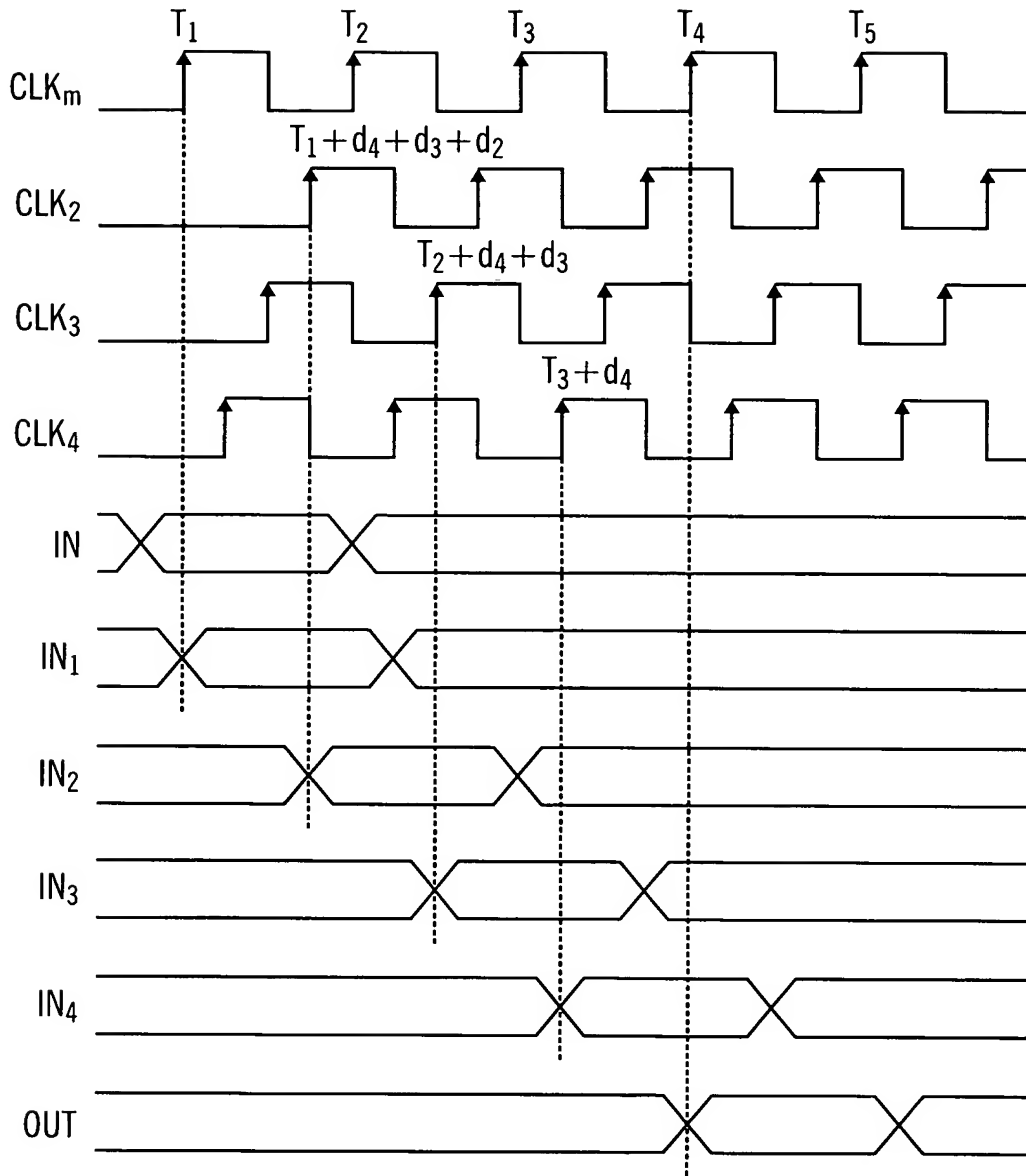 T₁ T₂ T₃ T₄ T₅
CLKₘ
T₁+d₄+d₃+d₂
CLK₂
T₂+d₄+d₃
CLK₃
T₃+d₄
CLK₄
IN
IN₁
IN₂
IN₃
IN₄
OUT